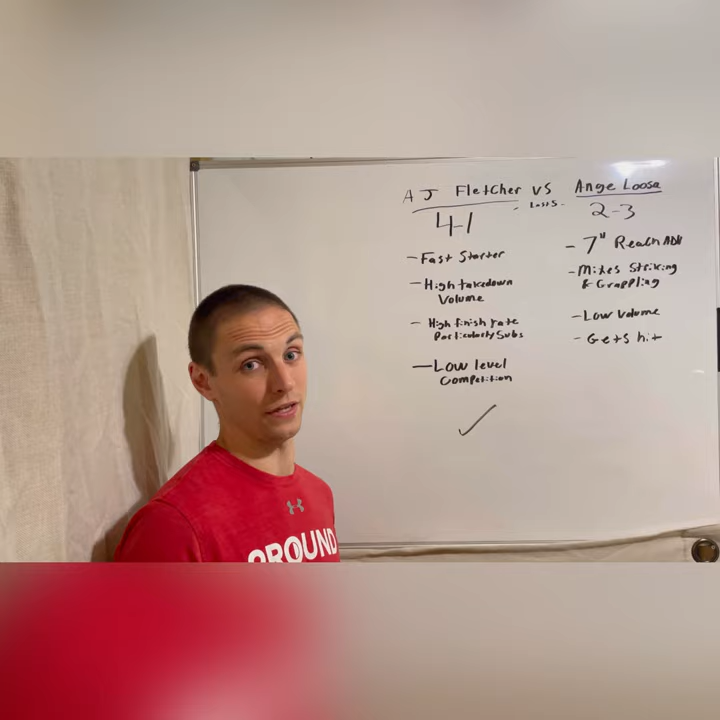 AJ Fletcher vs Ange Loosa
- Loss -
4-1
2-3
- Fast Starter
- High takedown
Volume
- High finish rate
Particularly Subs
- Low level
Competition
- 7" Reach ADV
- Mixes Striking
& Grappling
- Low Volume
- Gets hit
GROUND